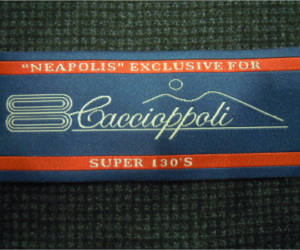 "NEAPOLIS" EXCLUSIVE FOR
Caccioppoli
SUPER 130'S